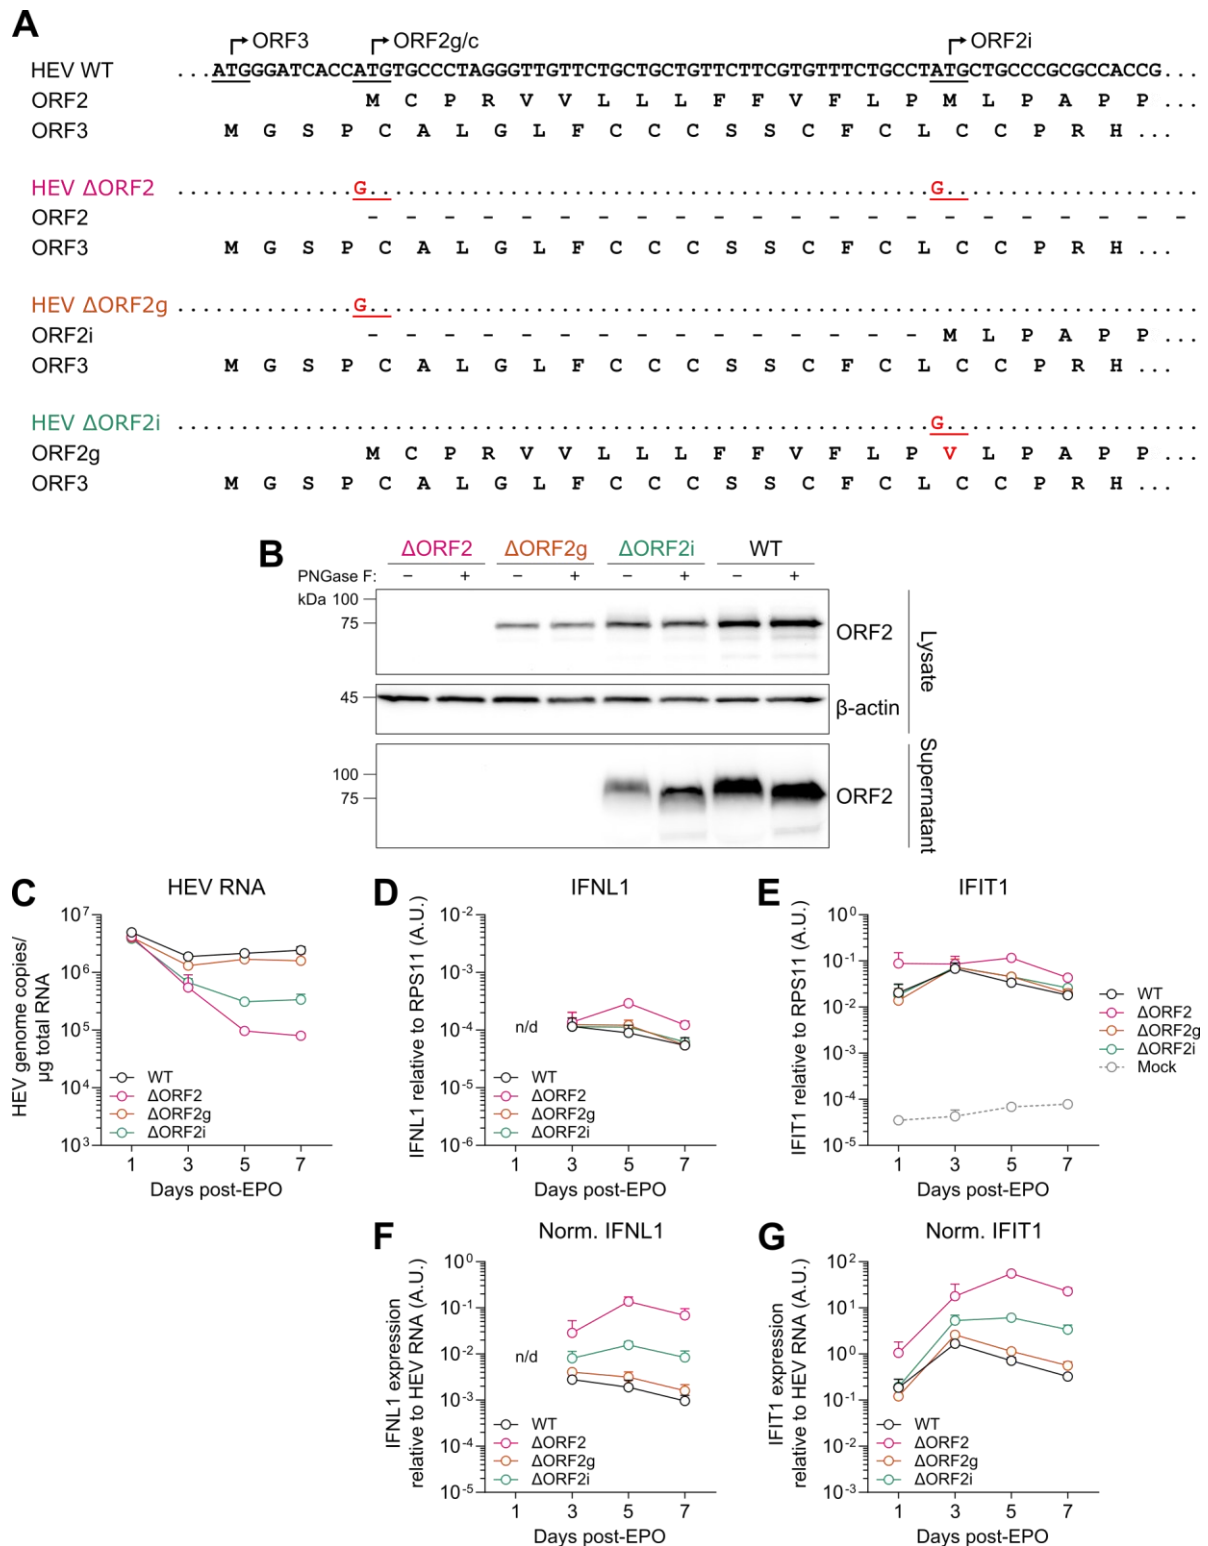 A
ORF3 ORF2g/c ORF2i
HEV WT ...ATGGGATCACCATGTGCCCTAGGGTTGTTCTGCTGCTGTTCTTCGTGTTTCTGCCTATGCTGCCCGCGCCACCG...
ORF2 M C P R V V L L L F F V F L P M L P A P P ...
ORF3 M G S P C A L G L F C C C S S C F C L C C P R H ...
HEV ΔORF2 G G
ORF2 - - - - - - - - - - - - - - - - - - - - - -
ORF3 M G S P C A L G L F C C C S S C F C L C C P R H ...
HEV ΔORF2g G
ORF2i - - - - - - - - - - - - - - - M L P A P P ...
ORF3 M G S P C A L G L F C C C S S C F C L C C P R H ...
HEV ΔORF2i G
ORF2g M C P R V V L L L F F V F L P V L P A P P ...
ORF3 M G S P C A L G L F C C C S S C F C L C C P R H ...
B ΔORF2 ΔORF2g ΔORF2i WT
PNGase F: – + – + – + – +
kDa 100
75 ORF2
Lysate
45 β-actin
100
75 ORF2
Supernatant
C HEV RNA
HEV genome copies/
µg total RNA
10⁷
10⁶
10⁵
10⁴
10³
WT
ΔORF2
ΔORF2g
ΔORF2i
1 3 5 7
Days post-EPO
D IFNL1
IFNL1 relative to RPS11 (A.U.)
10⁻²
10⁻³
10⁻⁴
10⁻⁵
10⁻⁶
n/d
WT
ΔORF2
ΔORF2g
ΔORF2i
1 3 5 7
Days post-EPO
E IFIT1
IFIT1 relative to RPS11 (A.U.)
10⁰
10⁻¹
10⁻²
10⁻³
10⁻⁴
10⁻⁵
1 3 5 7
Days post-EPO
WT
ΔORF2
ΔORF2g
ΔORF2i
Mock
F Norm. IFNL1
IFNL1 expression
relative to HEV RNA (A.U.)
10⁰
10⁻¹
10⁻²
10⁻³
10⁻⁴
10⁻⁵
n/d
WT
ΔORF2
ΔORF2g
ΔORF2i
1 3 5 7
Days post-EPO
G Norm. IFIT1
IFIT1 expression
relative to HEV RNA (A.U.)
10²
10¹
10⁰
10⁻¹
10⁻²
10⁻³
WT
ΔORF2
ΔORF2g
ΔORF2i
1 3 5 7
Days post-EPO